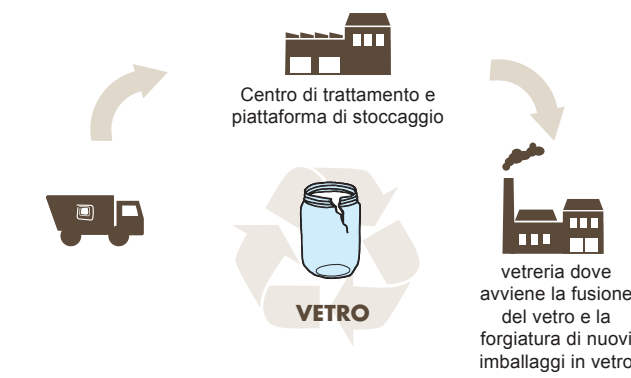 Centro di trattamento e
piattaforma di stoccaggio
VETRO
vetreria dove
avviene la fusione
del vetro e la
forgiatura di nuovi
imballaggi in vetro